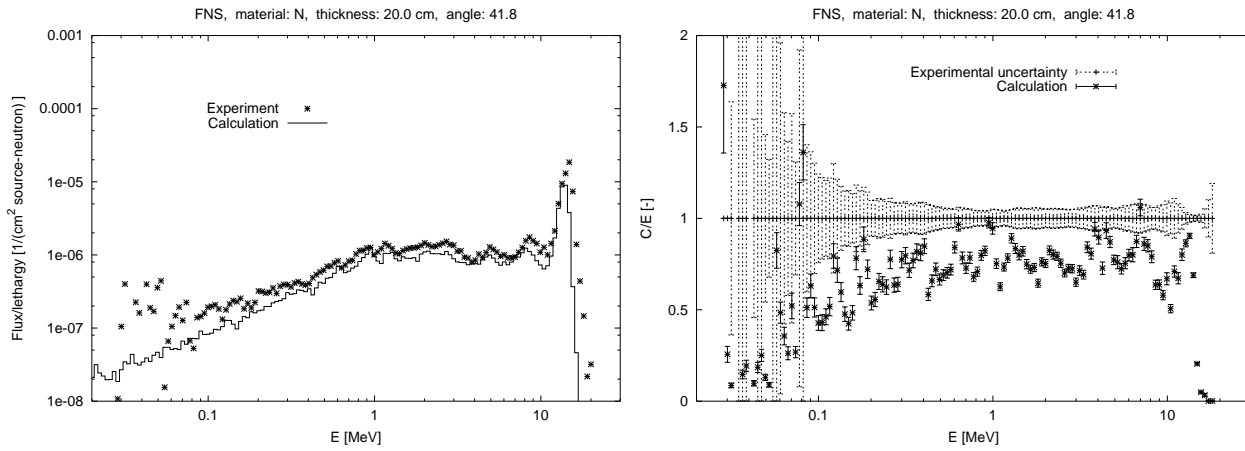 FNS, material: N, thickness: 20.0 cm, angle: 41.8
0.001
0.0001
1e-05
1e-06
1e-07
1e-08
0.1
1
10
E [MeV]
Flux/lethargy [1/(cm^2 source-neutron) ]
Experiment
Calculation
FNS, material: N, thickness: 20.0 cm, angle: 41.8
2
1.5
1
0.5
0
0.1
1
10
E [MeV]
C/E [-]
Experimental uncertainty
Calculation